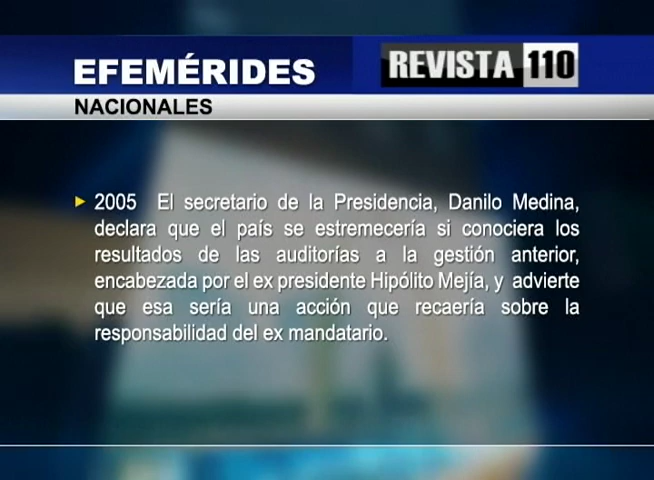 EFEMÉRIDES
REVISTA 110
NACIONALES
2005 El secretario de la Presidencia, Danilo Medina,
declara que el país se estremecería si conociera los
resultados de las auditorías a la gestión anterior,
encabezada por el ex presidente Hipólito Mejía, y advierte
que esa sería una acción que recaería sobre la
responsabilidad del ex mandatario.